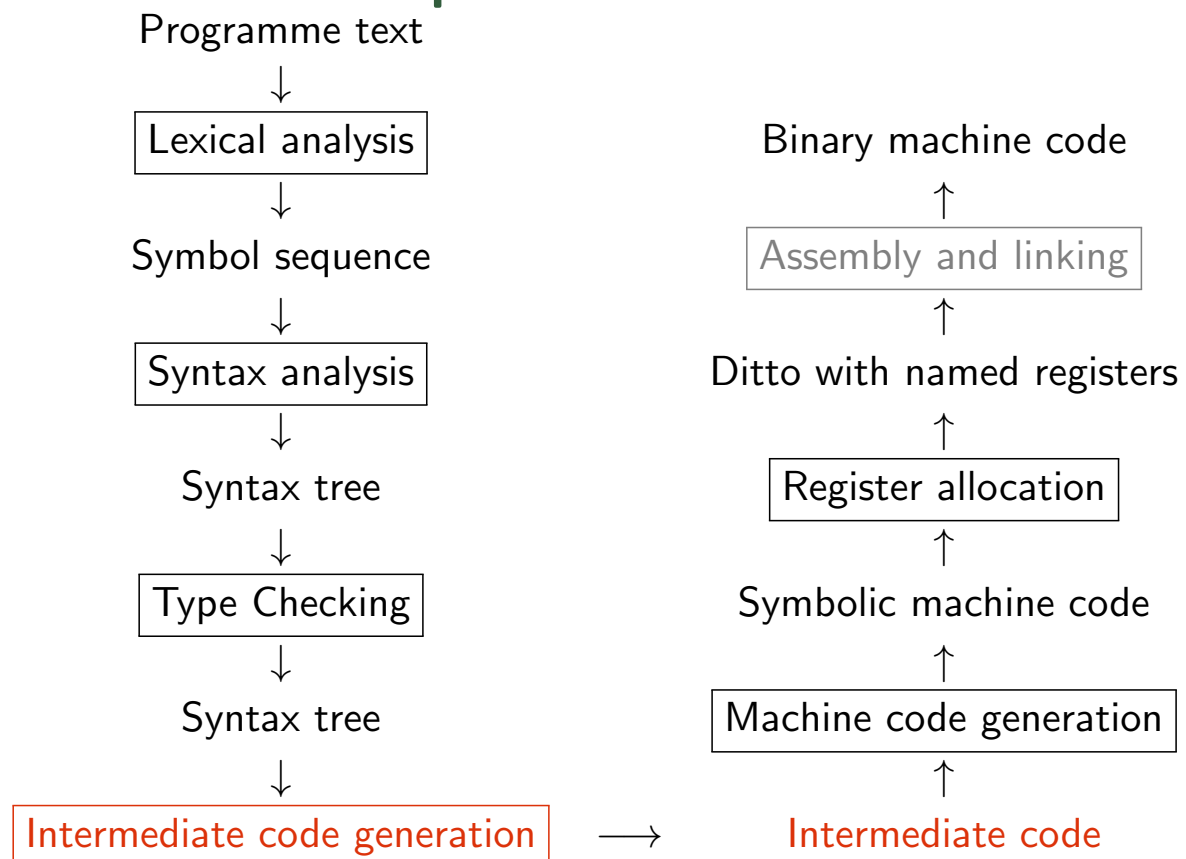 Programme text
↓
Lexical analysis
↓
Symbol sequence
↓
Syntax analysis
↓
Syntax tree
↓
Type Checking
↓
Syntax tree
↓
Intermediate code generation
→
Intermediate code
↑
Machine code generation
↑
Symbolic machine code
↑
Register allocation
↑
Ditto with named registers
↑
Assembly and linking
↑
Binary machine code